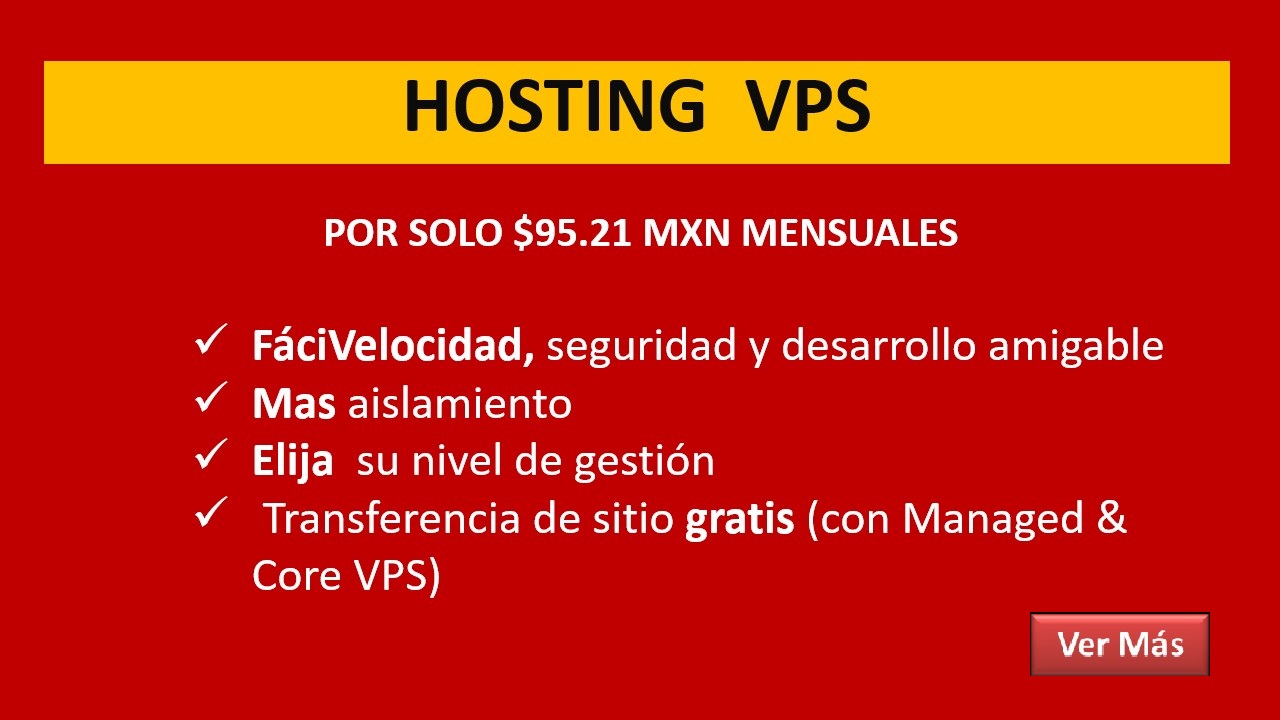 HOSTING VPS
POR SOLO $95.21 MXN MENSUALES
✓ FáciVelocidad, seguridad y desarrollo amigable
✓ Mas aislamiento
✓ Elija su nivel de gestión
✓ Transferencia de sitio gratis (con Managed &
Core VPS)
Ver Más